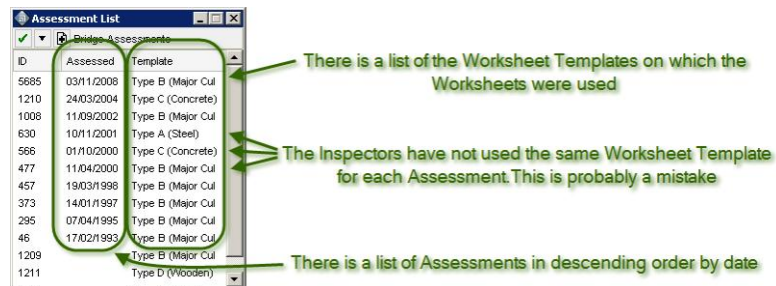 Assessment List
Bridge Assessments
ID Assessed Template
5685 03/11/2008 Type B (Major Cul
1210 24/03/2004 Type C (Concrete)
1008 11/09/2002 Type B (Major Cul
630 10/11/2001 Type A (Steel)
566 01/10/2000 Type C (Concrete)
477 11/04/2000 Type B (Major Cul
457 19/03/1998 Type B (Major Cul
373 14/01/1997 Type B (Major Cul
295 07/04/1995 Type B (Major Cul
46 17/02/1993 Type B (Major Cul
1209 Type B (Major Cul
1211 Type D (Wooden)
There is a list of the Worksheet Templates on which the
Worksheets were used
The Inspectors have not used the same Worksheet Template
for each Assessment.This is probably a mistake
There is a list of Assessments in descending order by date